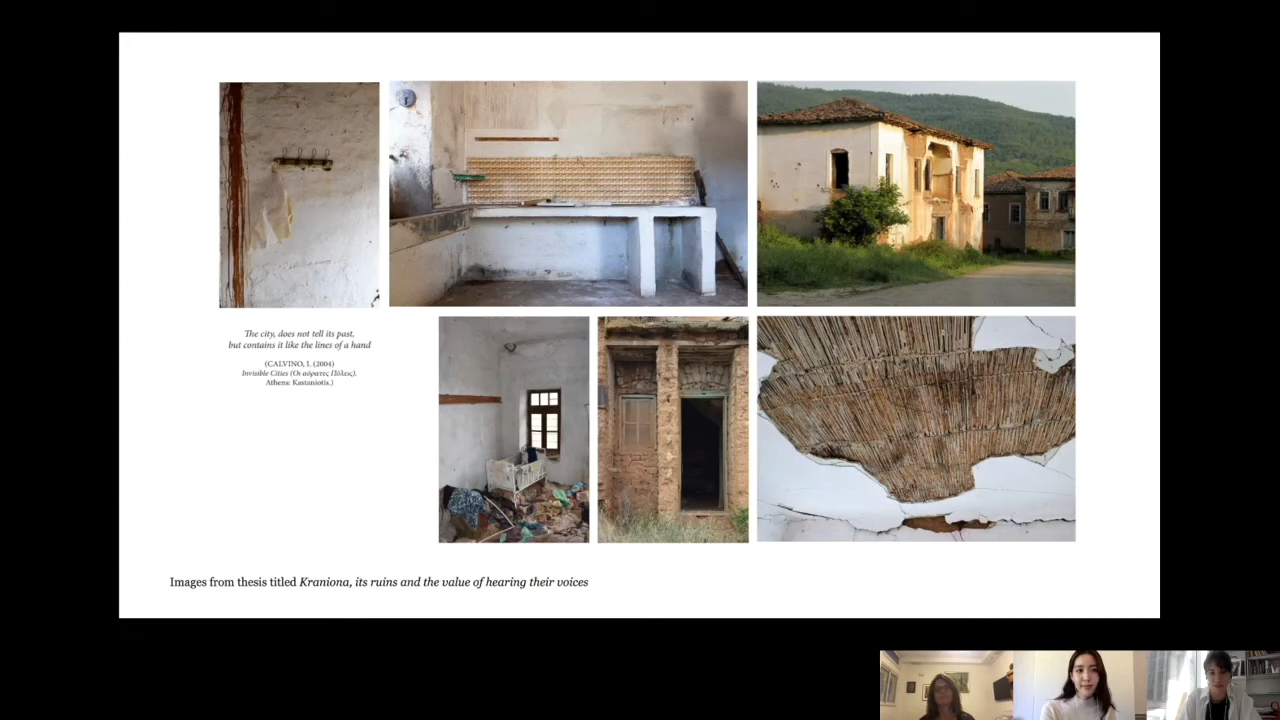 The city, does not tell its past,
but contains it like the lines of a hand
(CALVINO, I. (2004)
Invisible Cities (Οι αόρατες Πόλεις).
Athens: Kastaniotis.)
Images from thesis titled Kraniona, its ruins and the value of hearing their voices